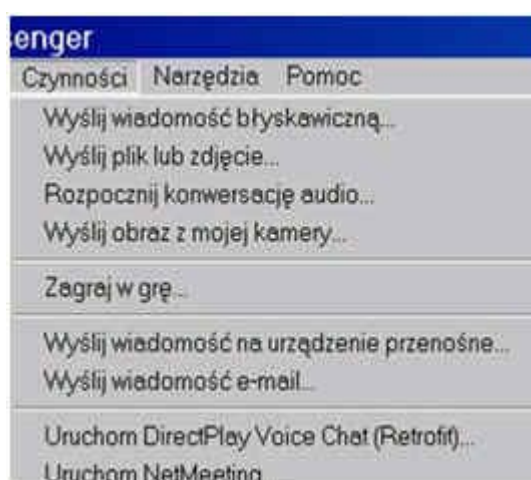 senger
Czynności Narzędzia Pomoc
Wyślij wiadomość błyskawiczną...
Wyślij plik lub zdjęcie...
Rozpocznij konwersację audio...
Wyślij obraz z mojej kamery...
Zagraj w grę...
Wyślij wiadomość na urządzenie przenośne...
Wyślij wiadomość e-mail...
Uruchom DirectPlay Voice Chat (Retrofit)...
Uruchom NetMeeting...